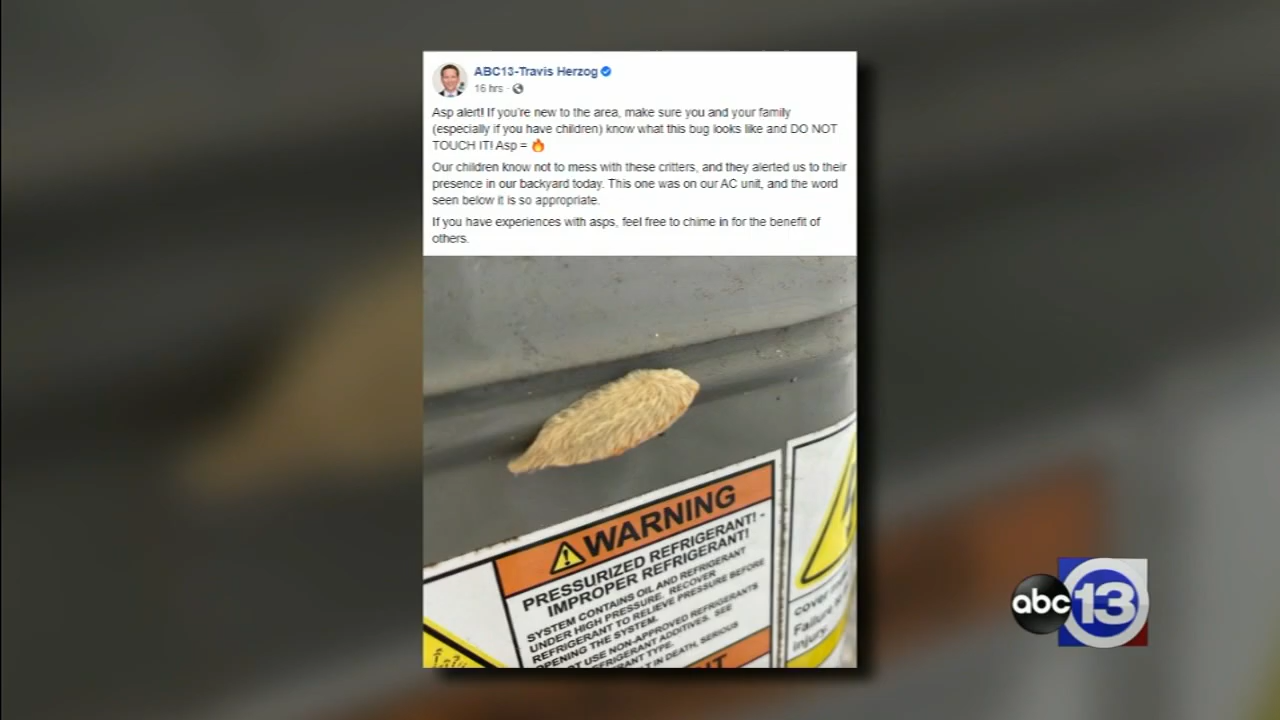 ABC13-Travis Herzog
16 hrs ·
Asp alert! If you're new to the area, make sure you and your family
(especially if you have children) know what this bug looks like and DO NOT
TOUCH IT! Asp = 🔥
Our children know not to mess with these critters, and they alerted us to their
presence in our backyard today. This one was on our AC unit, and the word
seen below it is so appropriate.
If you have experiences with asps, feel free to chime in for the benefit of
others.
WARNING
PRESSURIZED REFRIGERANT! -
IMPROPER REFRIGERANT!
SYSTEM CONTAINS OIL AND REFRIGERANT
UNDER HIGH PRESSURE. RECOVER
REFRIGERANT TO RELIEVE PRESSURE BEFORE
OPENING THE SYSTEM.
USE NON-APPROVED REFRIGERANTS
REFRIGERANT ADDITIVES. SEE
TYPE.
IN DEATH, SERIOUS
cover
injury.
abc 13